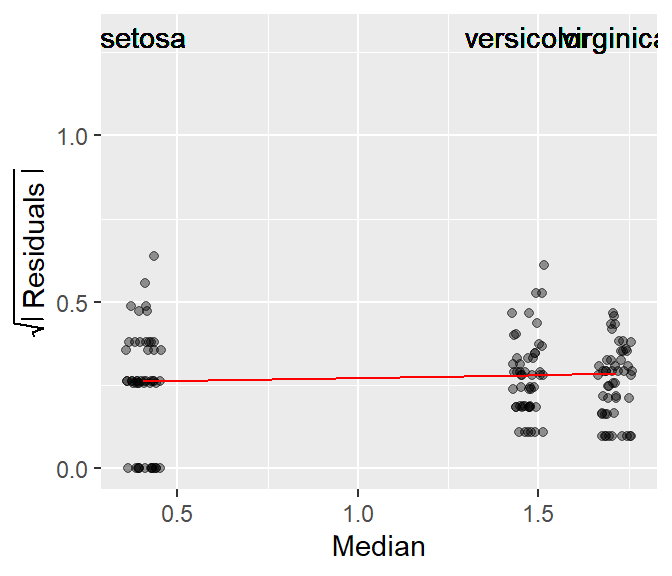 setosa versicolor virginica
1.0
0.5
0.0
√| Residuals |
0.5 1.0 1.5
Median